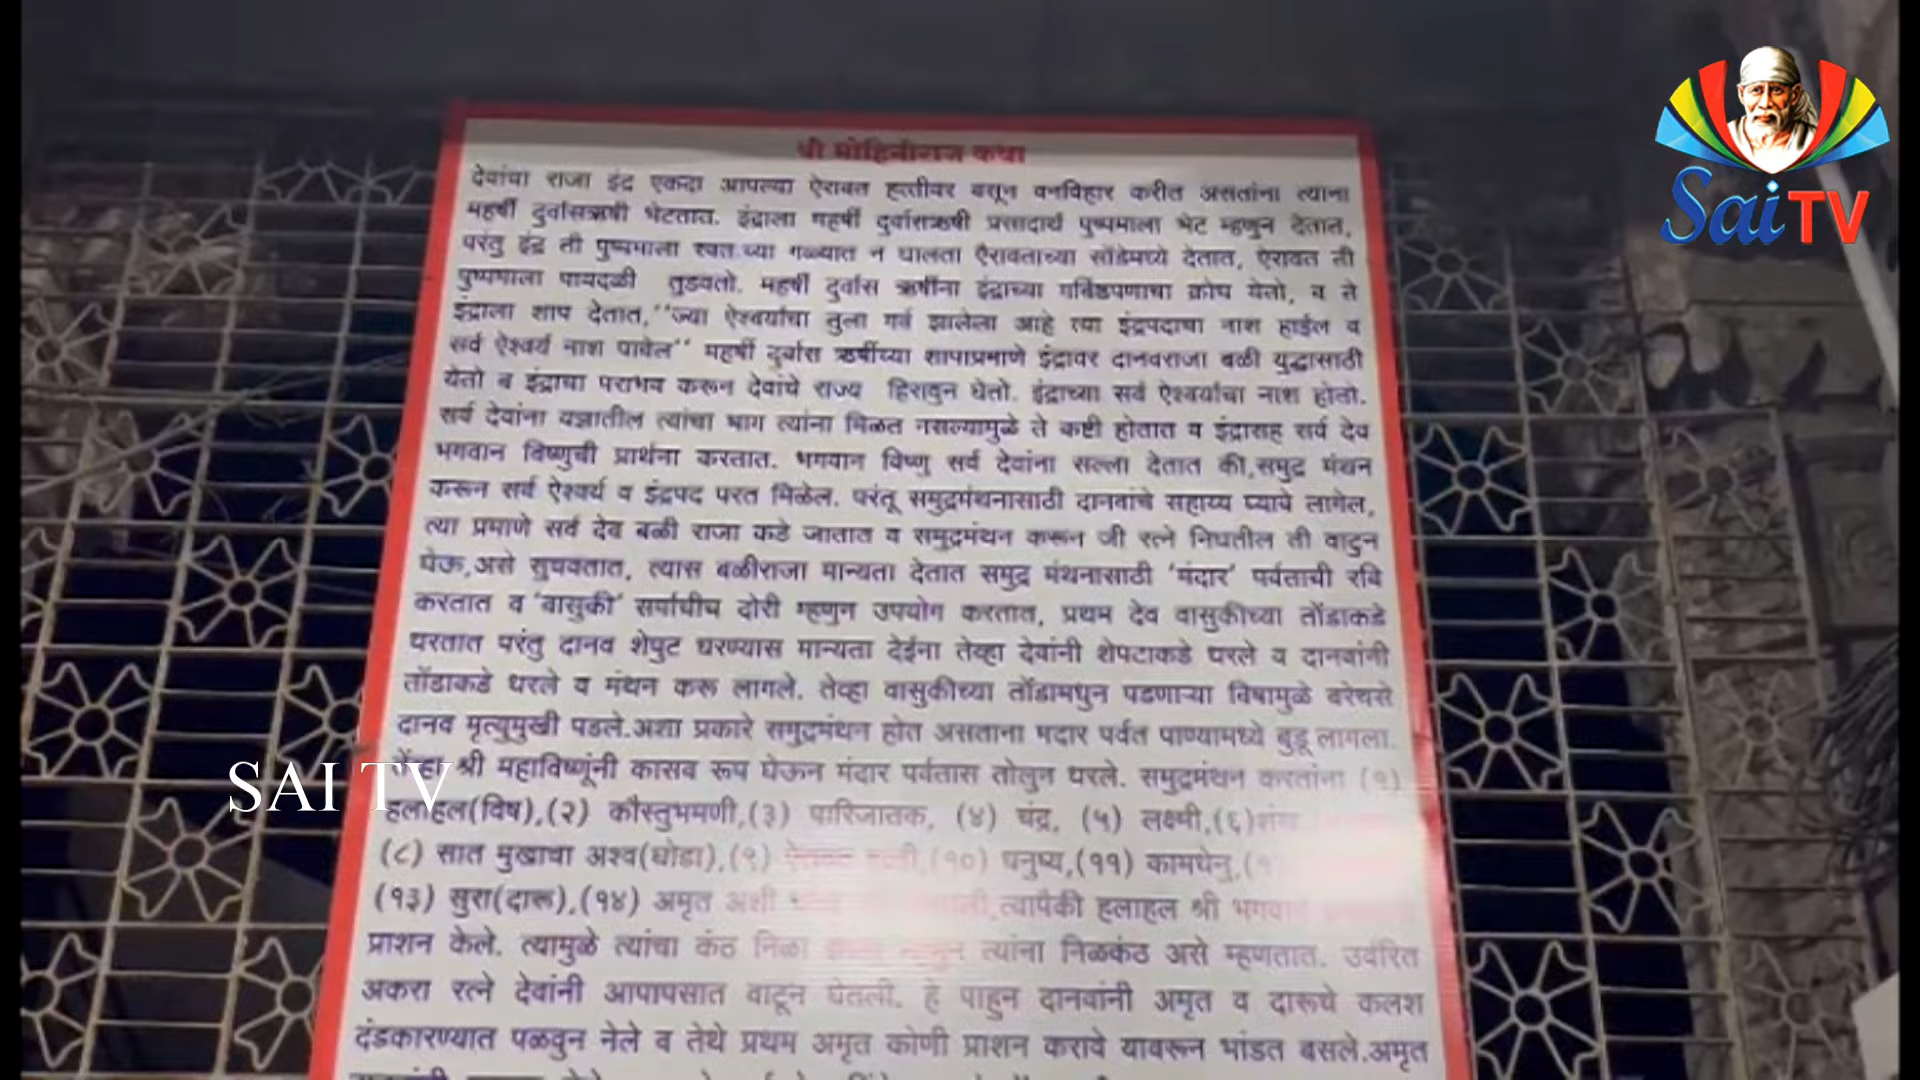 श्री मोहिनीराज कथा
देवांचा राजा इंद्र एकदा आपल्या ऐरावत हत्तीवर बसून वनविहार करीत असतांना त्याना
महर्षी दुर्वासऋषी भेटतात. इंद्राला महर्षी दुर्वासऋषी प्रसादार्थ पुष्पमाला भेट म्हणुन देतात,
परंतु इंद्र ती पुष्पमाला स्वतःच्या गळ्यात न घालता ऐरावताच्या सोंडेमध्ये देतात, ऐरावत ती
पुष्पमाला पायदळी तुडवतो. महर्षी दुर्वास ऋषींना इंद्राच्या गर्विष्ठपणाचा क्रोध येतो, व ते
इंद्राला शाप देतात,"ज्या ऐश्वर्याचा तुला गर्व झालेला आहे त्या इंद्रपदाचा नाश हाईल व
सर्व ऐश्वर्य नाश पावेल" महर्षी दुर्वास ऋषींच्या शापाप्रमाणे इंद्रावर दानवराजा बळी युद्धासाठी
येतो व इंद्राचा पराभव करून देवांचे राज्य हिरावुन घेतो. इंद्राच्या सर्व ऐश्वर्याचा नाश होतो.
सर्व देवांना यज्ञातील त्यांचा भाग त्यांना मिळत नसल्यामुळे ते कष्टी होतात व इंद्रासह सर्व देव
भगवान विष्णुची प्रार्थना करतात. भगवान विष्णु सर्व देवांना सल्ला देतात की,समुद्र मंथन
करून सर्व ऐश्वर्य व इंद्रपद परत मिळेल. परंतू समुद्रमंथनासाठी दानवांचे सहाय्य घ्यावे लागेल,
त्या प्रमाणे सर्व देव बळी राजा कडे जातात व समुद्रमंथन करून जी रत्ने निघतील ती वाटुन
घेऊ,असे सुचवतात, त्यास बळीराजा मान्यता देतात समुद्र मंथनासाठी 'मंदार' पर्वताची रवि
करतात व 'वासुकी' सर्पाचीच दोरी म्हणुन उपयोग करतात, प्रथम देव वासुकीच्या तोंडाकडे
धरतात परंतु दानव शेपुट धरण्यास मान्यता देईना तेव्हा देवांनी शेपटाकडे धरले व दानवांनी
तोंडाकडे धरले व मंथन करू लागले. तेव्हा वासुकीच्या तोंडामधुन पडणाऱ्या विषामुळे बरेचसे
दानव मृत्युमुखी पडले.अशा प्रकारे समुद्रमंथन होत असताना मदार पर्वत पाण्यामध्ये बुडू लागला.
तेंव्हा श्री महाविष्णूंनी कासव रूप घेऊन मंदार पर्वतास तोलुन धरले. समुद्रमंथन करतांना (१)
हलाहल(विष),(२) कौस्तुभमणी,(३) पारिजातक, (४) चंद्र, (५) लक्ष्मी,(६)शंख
(८) सात मुखाचा अश्व(घोडा),(९) ऐरावत हत्ती,(१०) धनुष्य,(११) कामधेनु,
(१३) सुरा(दारू),(१४) अमृत अशी त्यापैकी हलाहल श्री भगवान
प्राशन केले. त्यामुळे त्यांचा कंठ निळा म्हणुन त्यांना निळकंठ असे म्हणतात. उर्वरित
अकरा रत्ने देवांनी आपापसात वाटून घेतली. हे पाहुन दानवांनी अमृत व दारूचे कलश
दंडकारण्यात पळवुन नेले व तेथे प्रथम अमृत कोणी प्राशन करावे यावरून भांडत बसले.अमृत
Sai TV
SAI TV